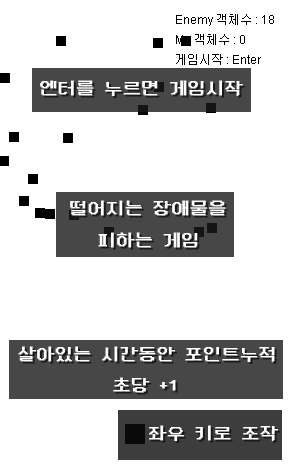 Enemy 객체수 : 18
객체수 : 0
게임시작 : Enter
엔터를 누르면 게임시작
떨어지는 장애물을
피하는 게임
살아있는 시간동안 포인트누적
초당 +1
좌우 키로 조작